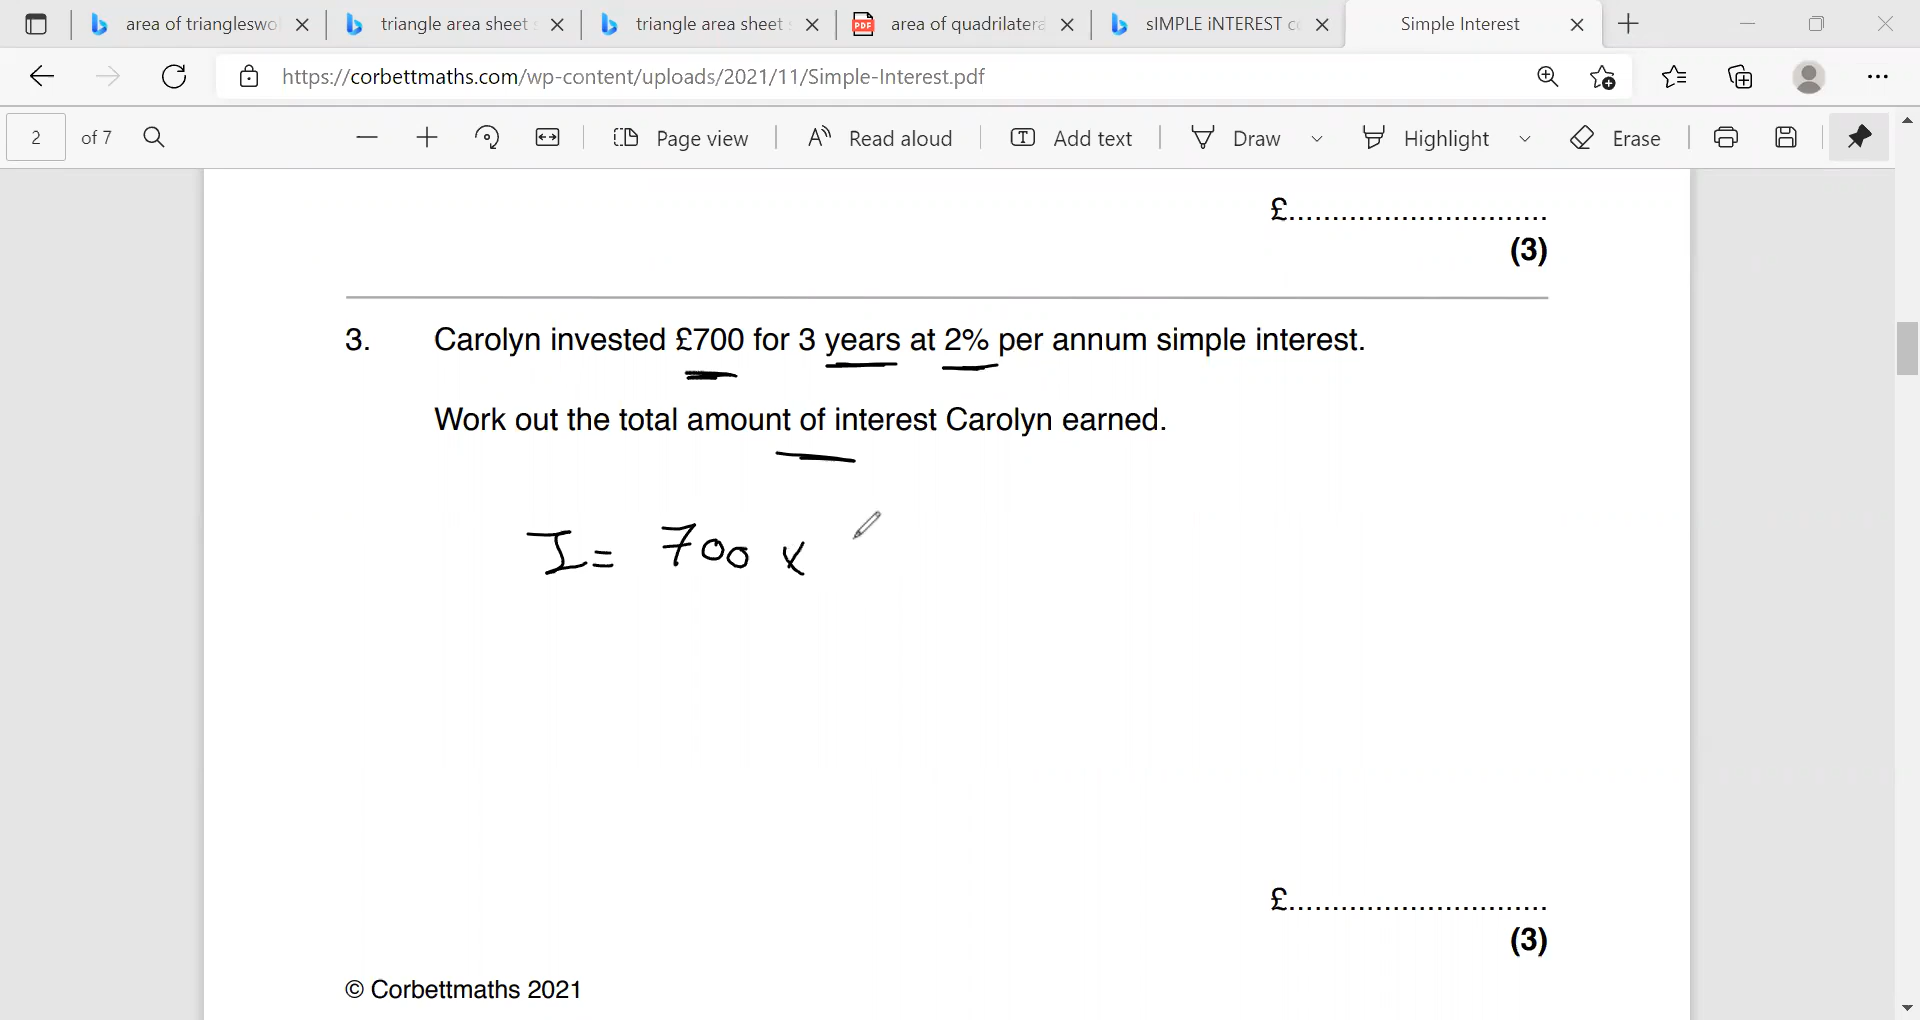 area of triangleswo
triangle area sheet
triangle area sheet
PDF
area of quadrilatera
sIMPLE iNTEREST c
Simple Interest
https://corbettmaths.com/wp-content/uploads/2021/11/Simple-Interest.pdf
2 of 7
Page view
Read aloud
Add text
Draw
Highlight
Erase
£..............................
(3)
3. Carolyn invested £700 for 3 years at 2% per annum simple interest.
Work out the total amount of interest Carolyn earned.
I = 700 x
£..............................
(3)
© Corbettmaths 2021